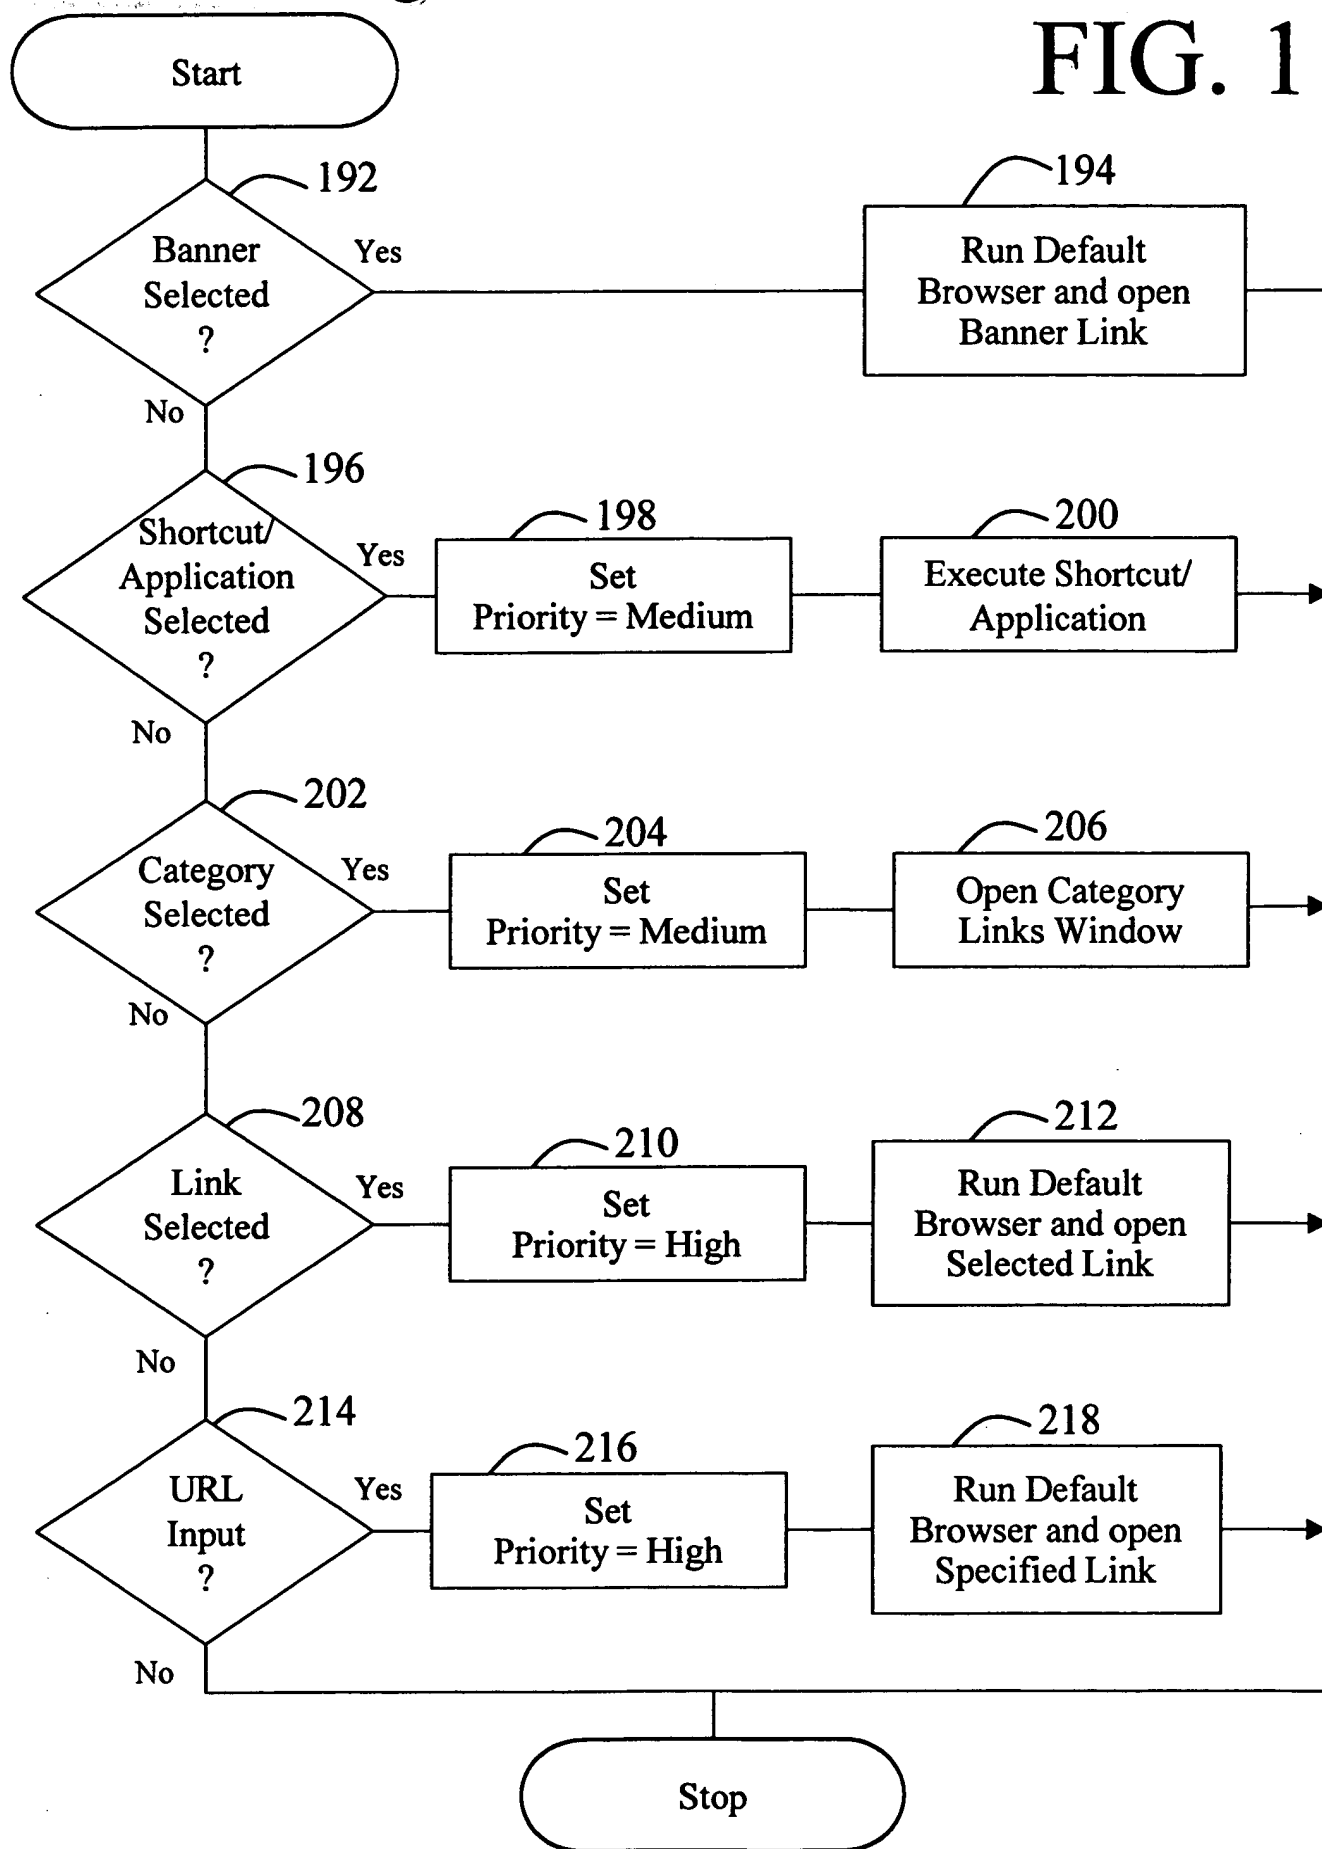 FIG. 1
Start
192
Banner
Selected
?
Yes
No
194
Run Default
Browser and open
Banner Link
196
Shortcut/
Application
Selected
?
Yes
No
198
Set
Priority = Medium
200
Execute Shortcut/
Application
202
Category
Selected
?
Yes
No
204
Set
Priority = Medium
206
Open Category
Links Window
208
Link
Selected
?
Yes
No
210
Set
Priority = High
212
Run Default
Browser and open
Selected Link
214
URL
Input
?
Yes
No
216
Set
Priority = High
218
Run Default
Browser and open
Specified Link
Stop